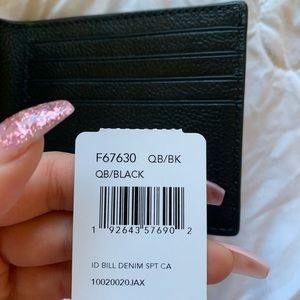 F67630 QB/BK
QB/BLACK
1 92643 57690 2
ID BILL DENIM SPT CA
10020020JAX